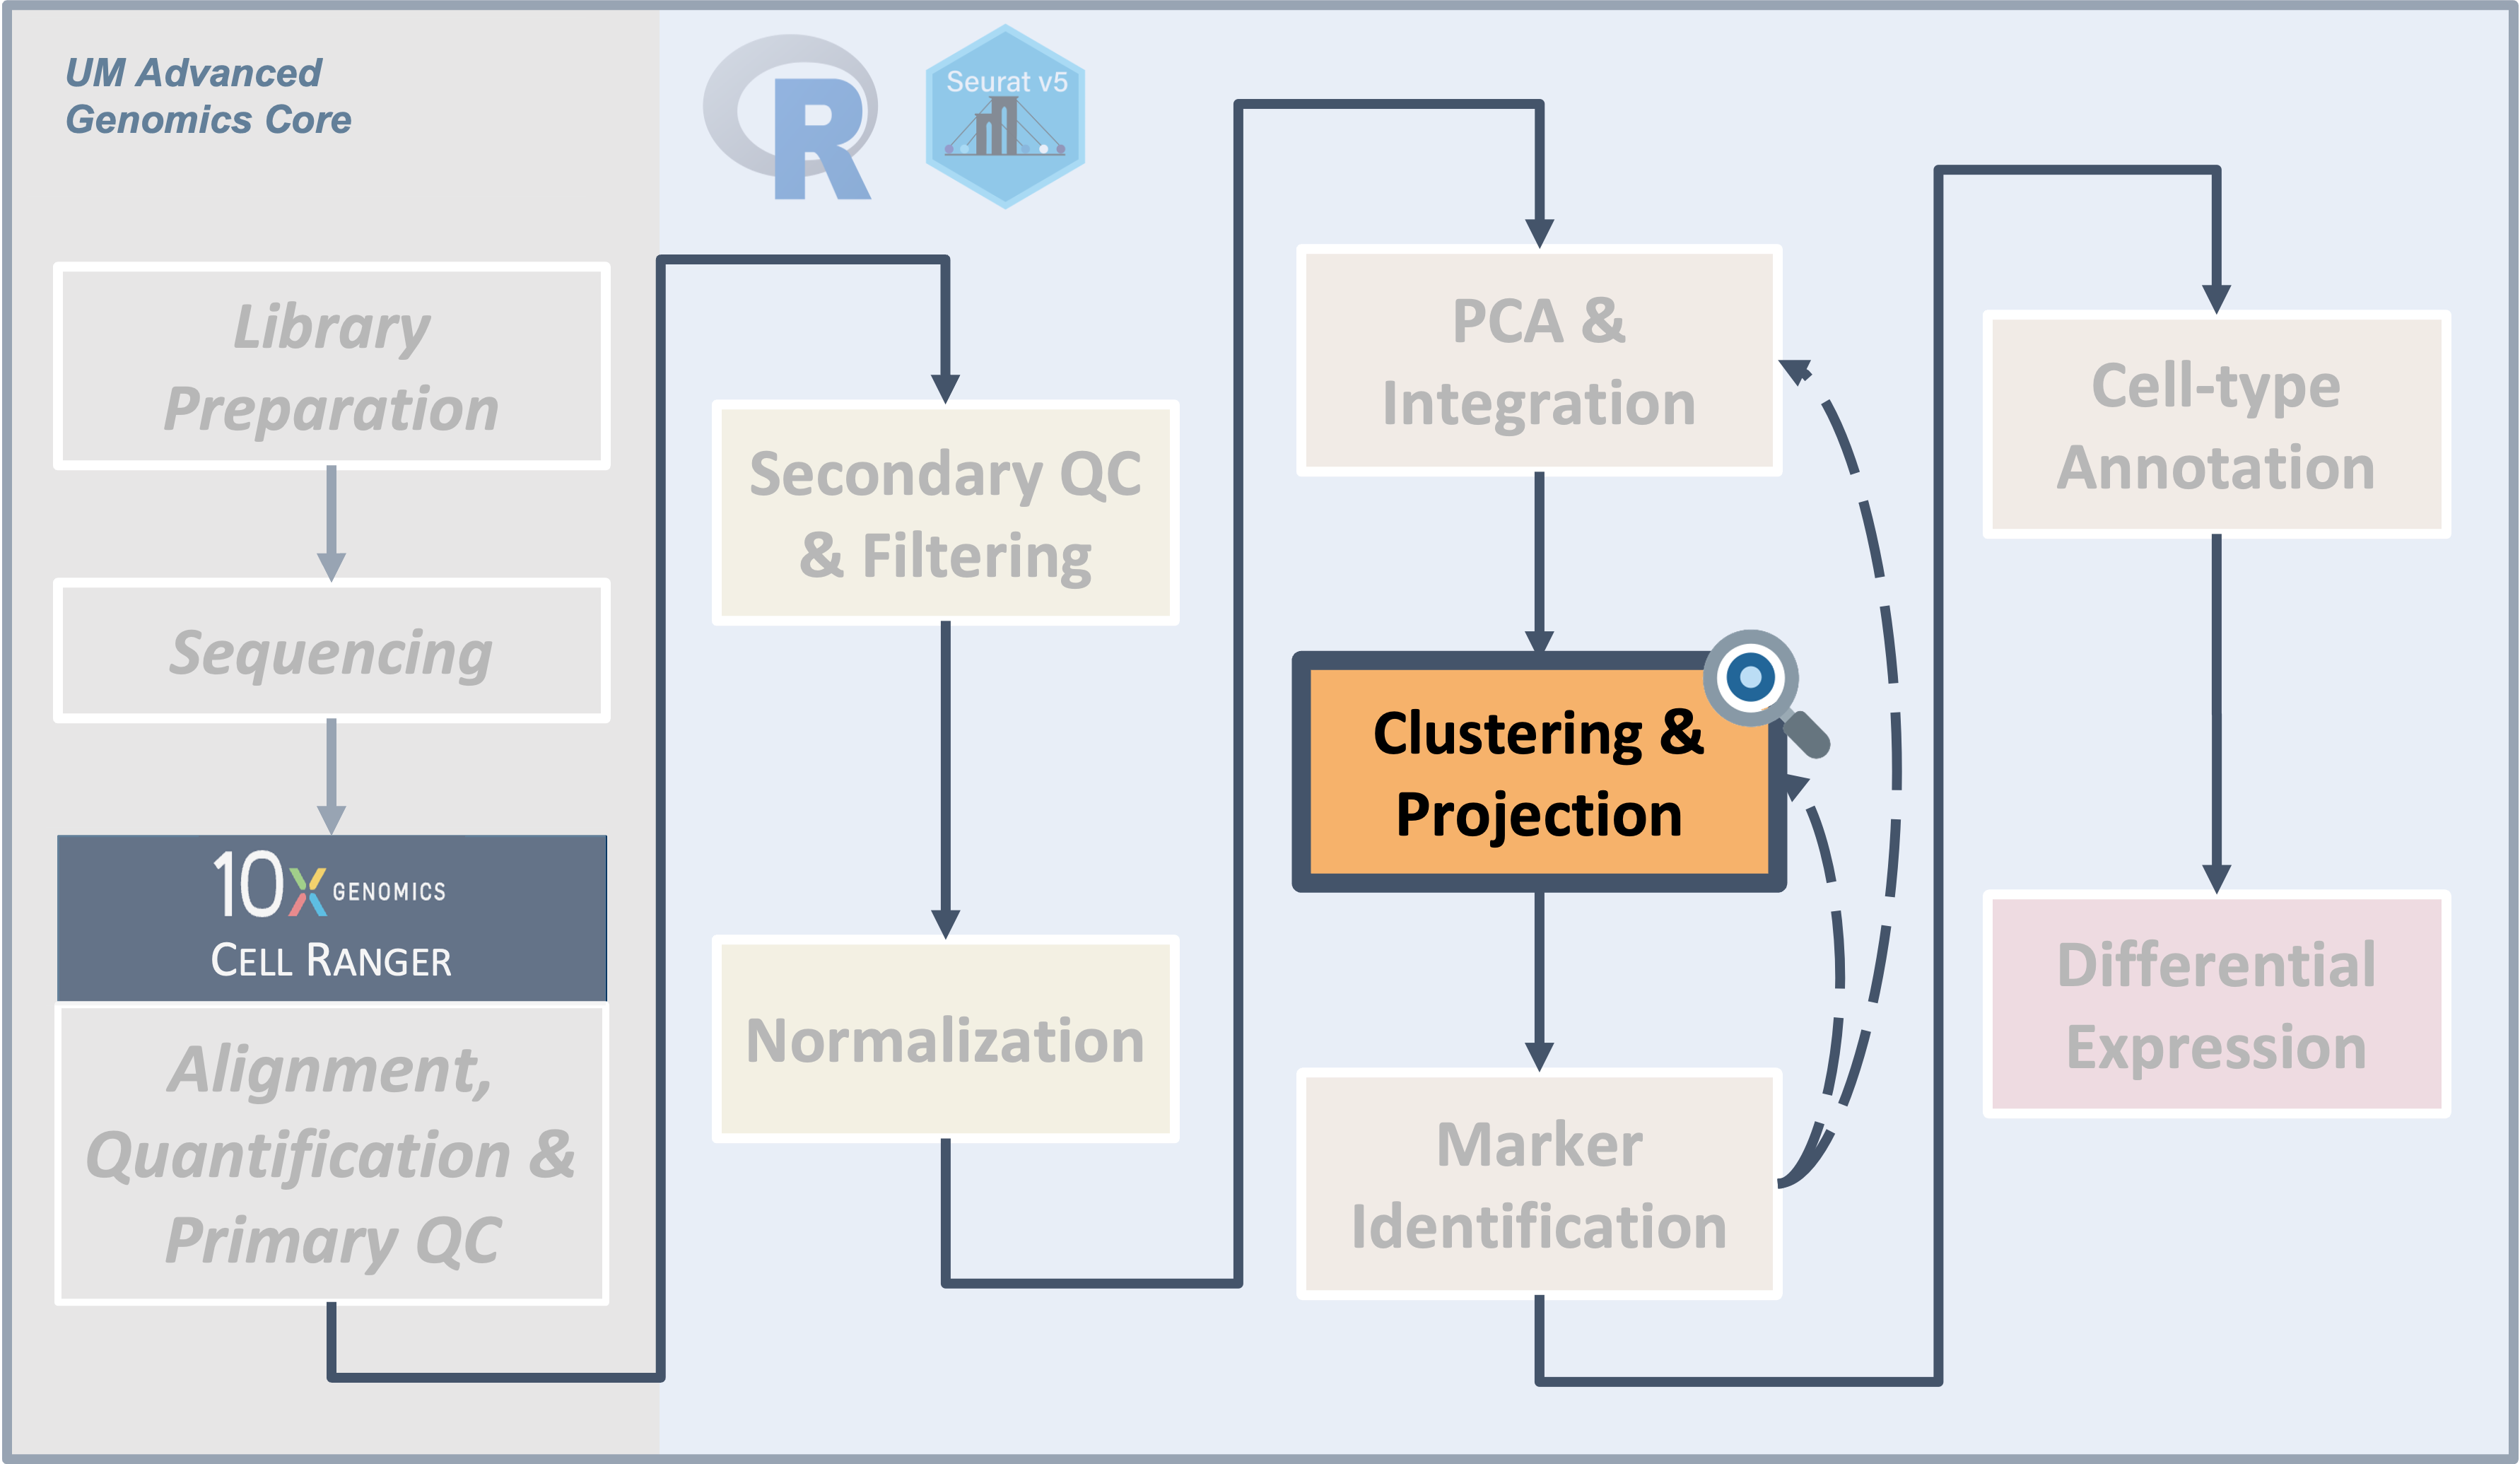 UM Advanced
Genomics Core
R
Seurat v5
Library
Preparation
Sequencing
10x GENOMICS
CELL RANGER
Alignment,
Quantification &
Primary QC
Secondary QC
& Filtering
Normalization
PCA &
Integration
Clustering &
Projection
Marker
Identification
Cell-type
Annotation
Differential
Expression